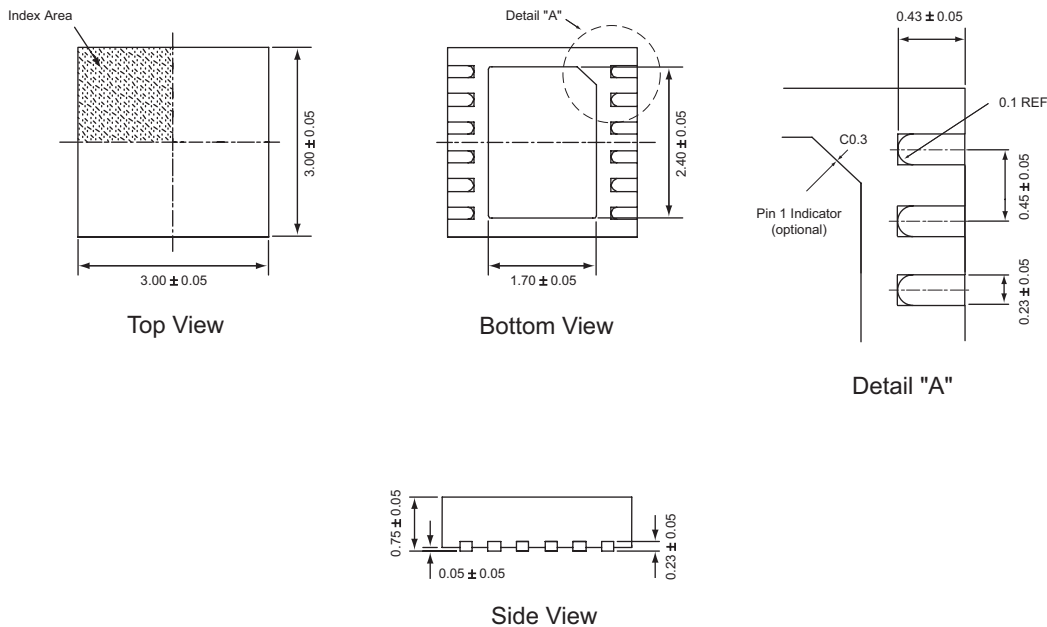 Index Area
3.00 ± 0.05
3.00 ± 0.05
Top View
Detail "A"
2.40 ± 0.05
1.70 ± 0.05
Bottom View
0.43 ± 0.05
0.1 REF
C0.3
0.45 ± 0.05
Pin 1 Indicator
(optional)
0.23 ± 0.05
Detail "A"
0.75 ± 0.05
0.05 ± 0.05
0.23 ± 0.05
Side View